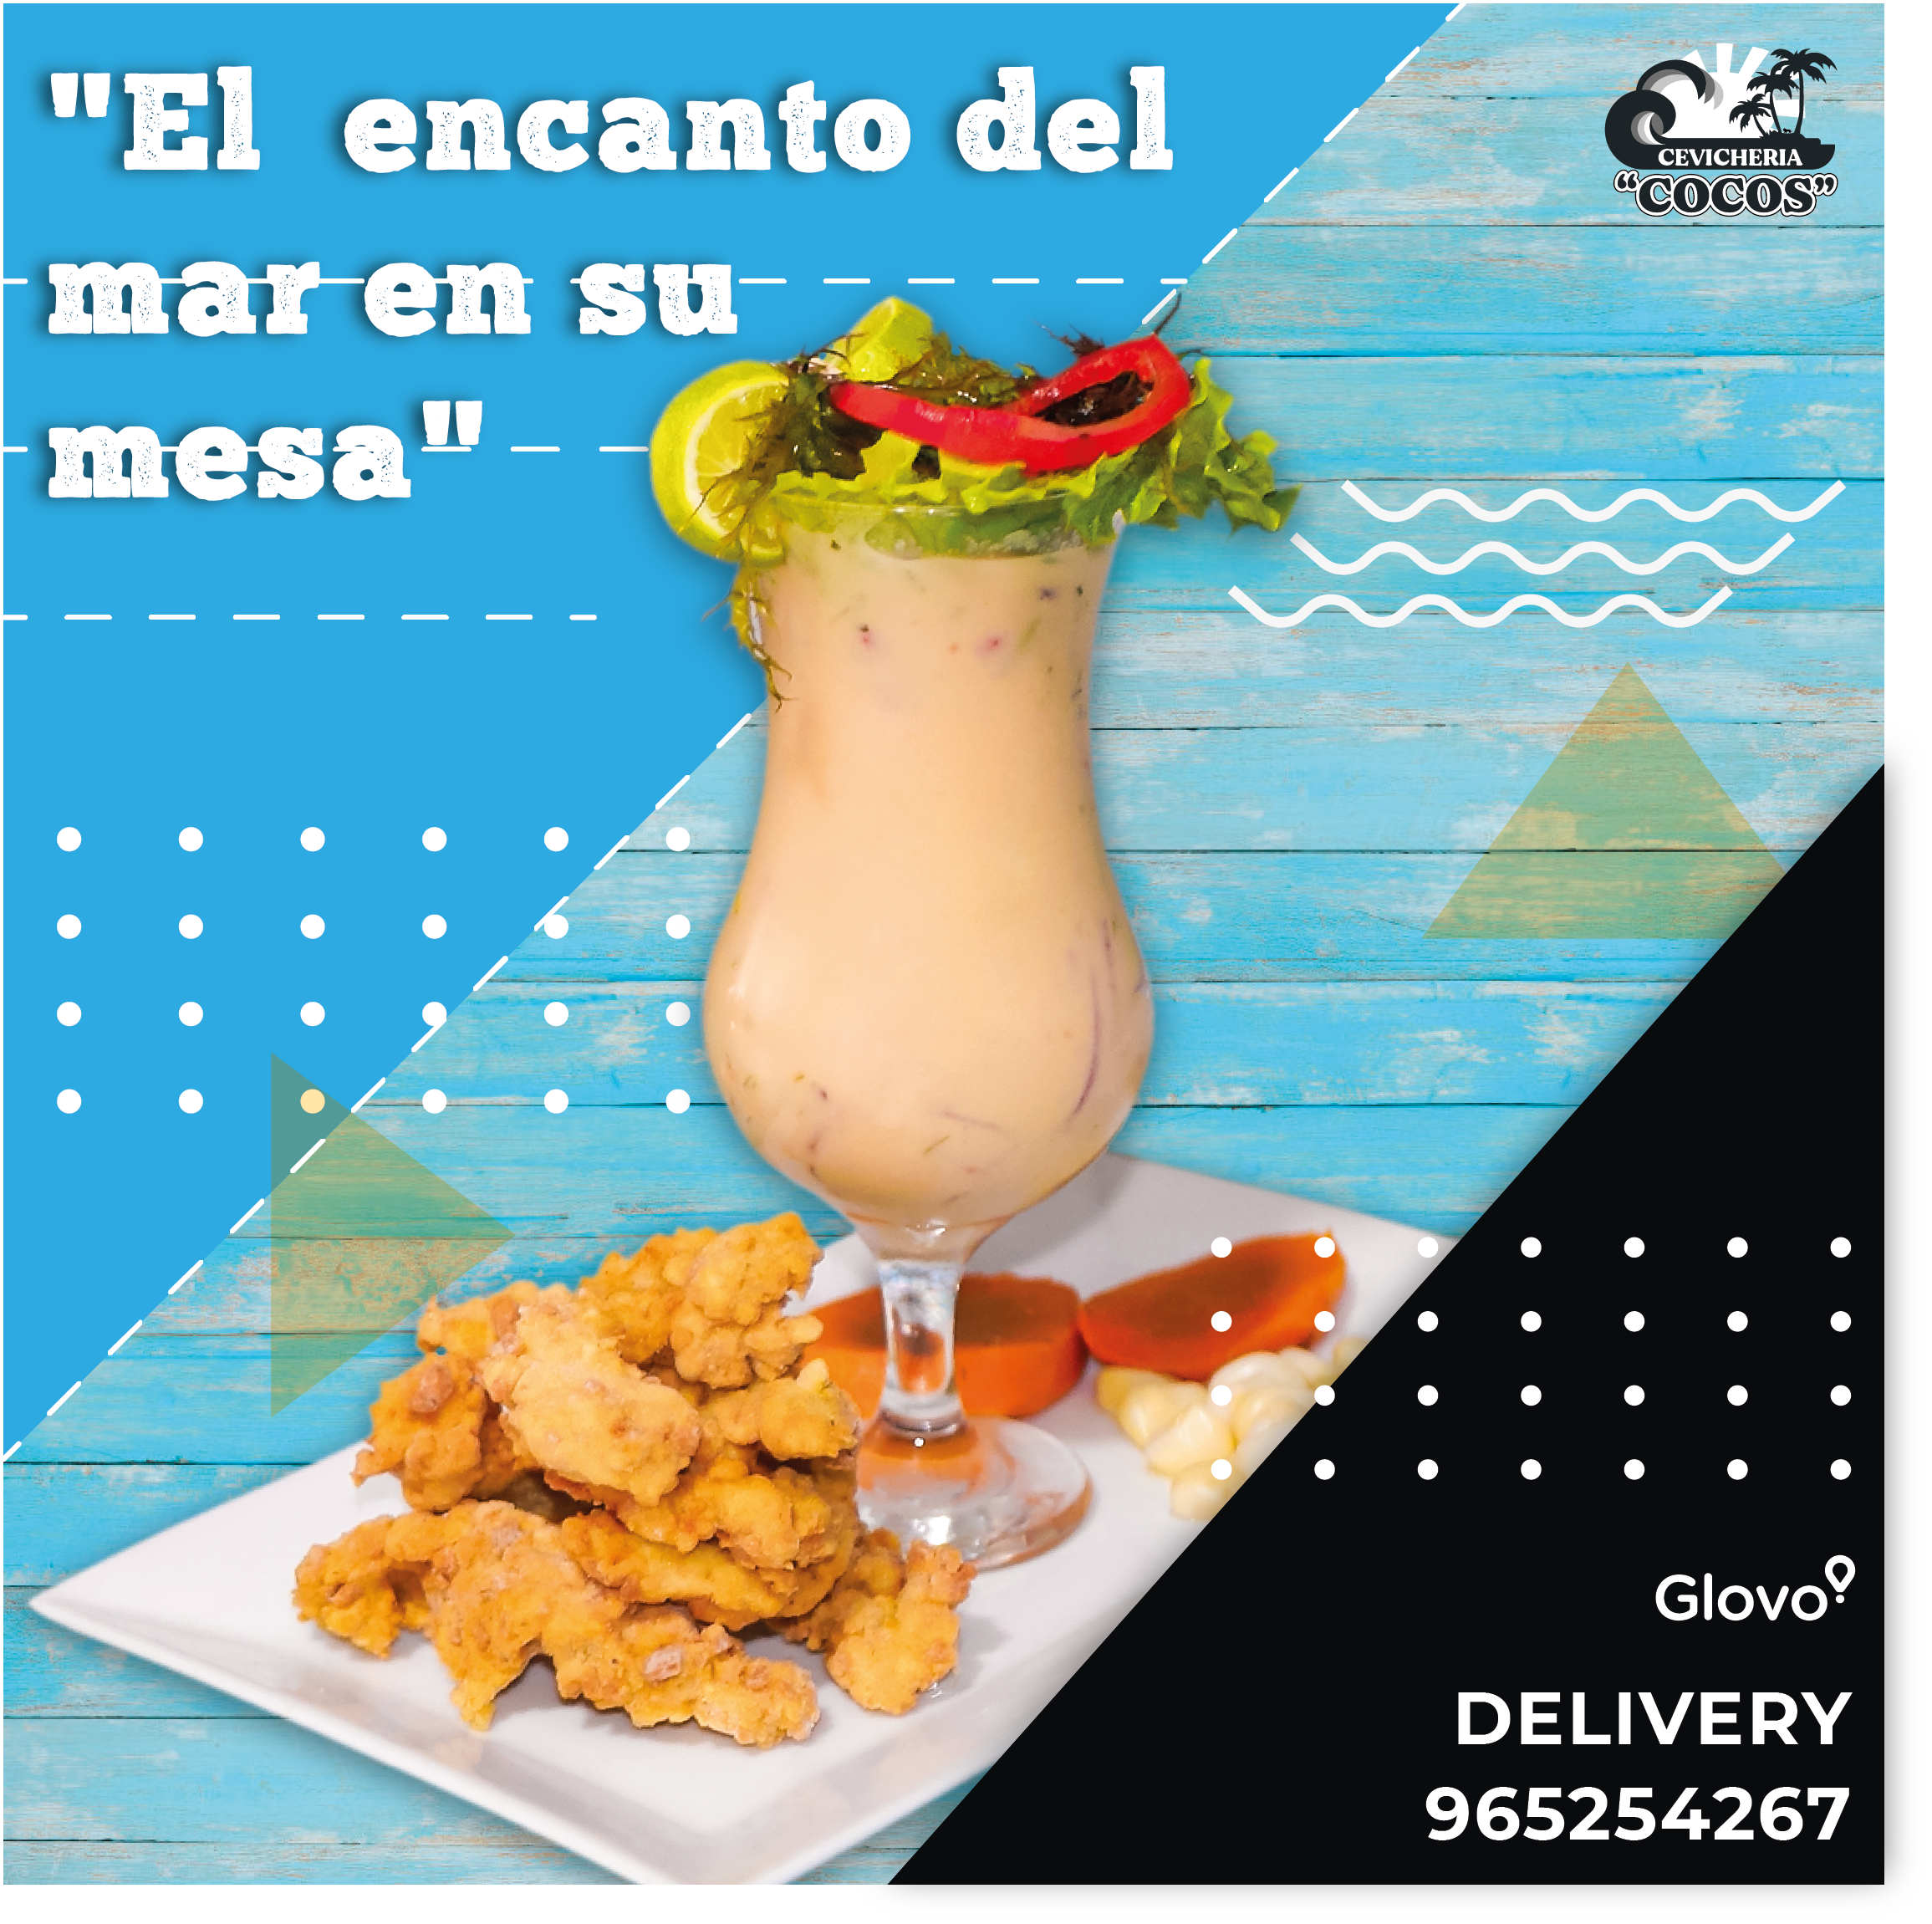 "El encanto del
mar en su
mesa"
CEVICHERIA
“COCOS”
Glovo
DELIVERY
965254267